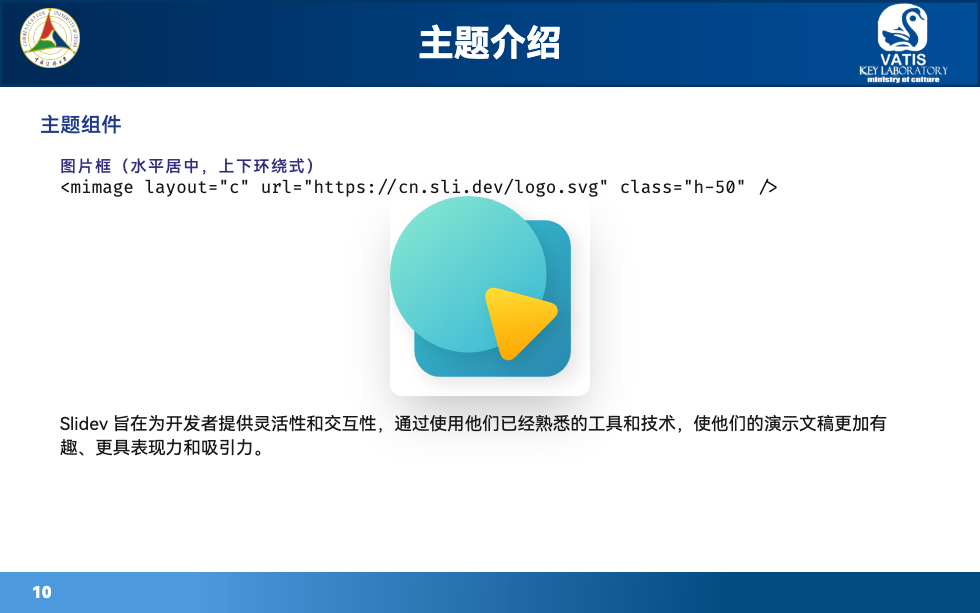 主题介绍
VATIS
KEY LABORATORY
ministry of culture
主题组件
图片框（水平居中，上下环绕式）
<mimage layout="c" url="https://cn.sli.dev/logo.svg" class="h-50" />
Slidev 旨在为开发者提供灵活性和交互性，通过使用他们已经熟悉的工具和技术，使他们的演示文稿更加有
趣、更具表现力和吸引力。
10